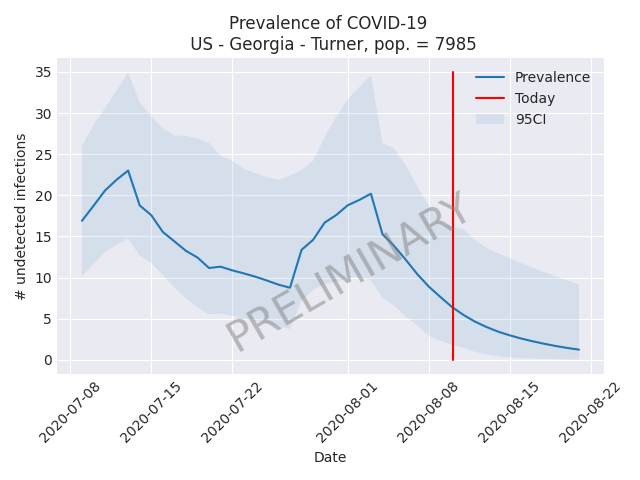 Prevalence of COVID-19
US - Georgia - Turner, pop. = 7985
35
30
25
20
15
10
5
0
# undetected infections
Prevalence
Today
95CI
PRELIMINARY
2020-07-08
2020-07-15
2020-07-22
2020-08-01
2020-08-08
2020-08-15
2020-08-22
Date